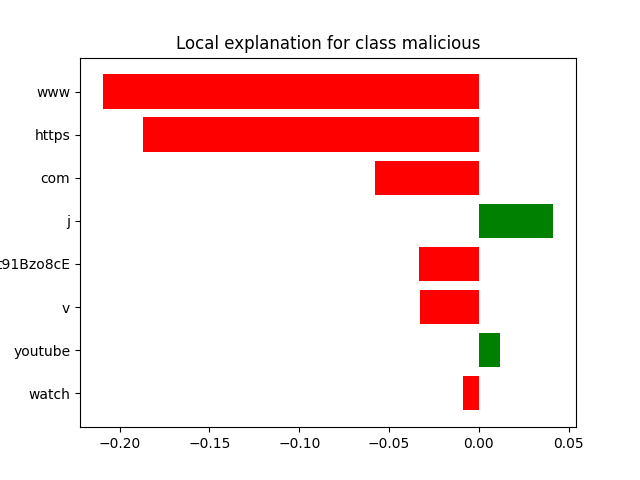 Local explanation for class malicious
www
https
com
j
91Bzo8cE
v
youtube
watch
−0.20 −0.15 −0.10 −0.05 0.00 0.05